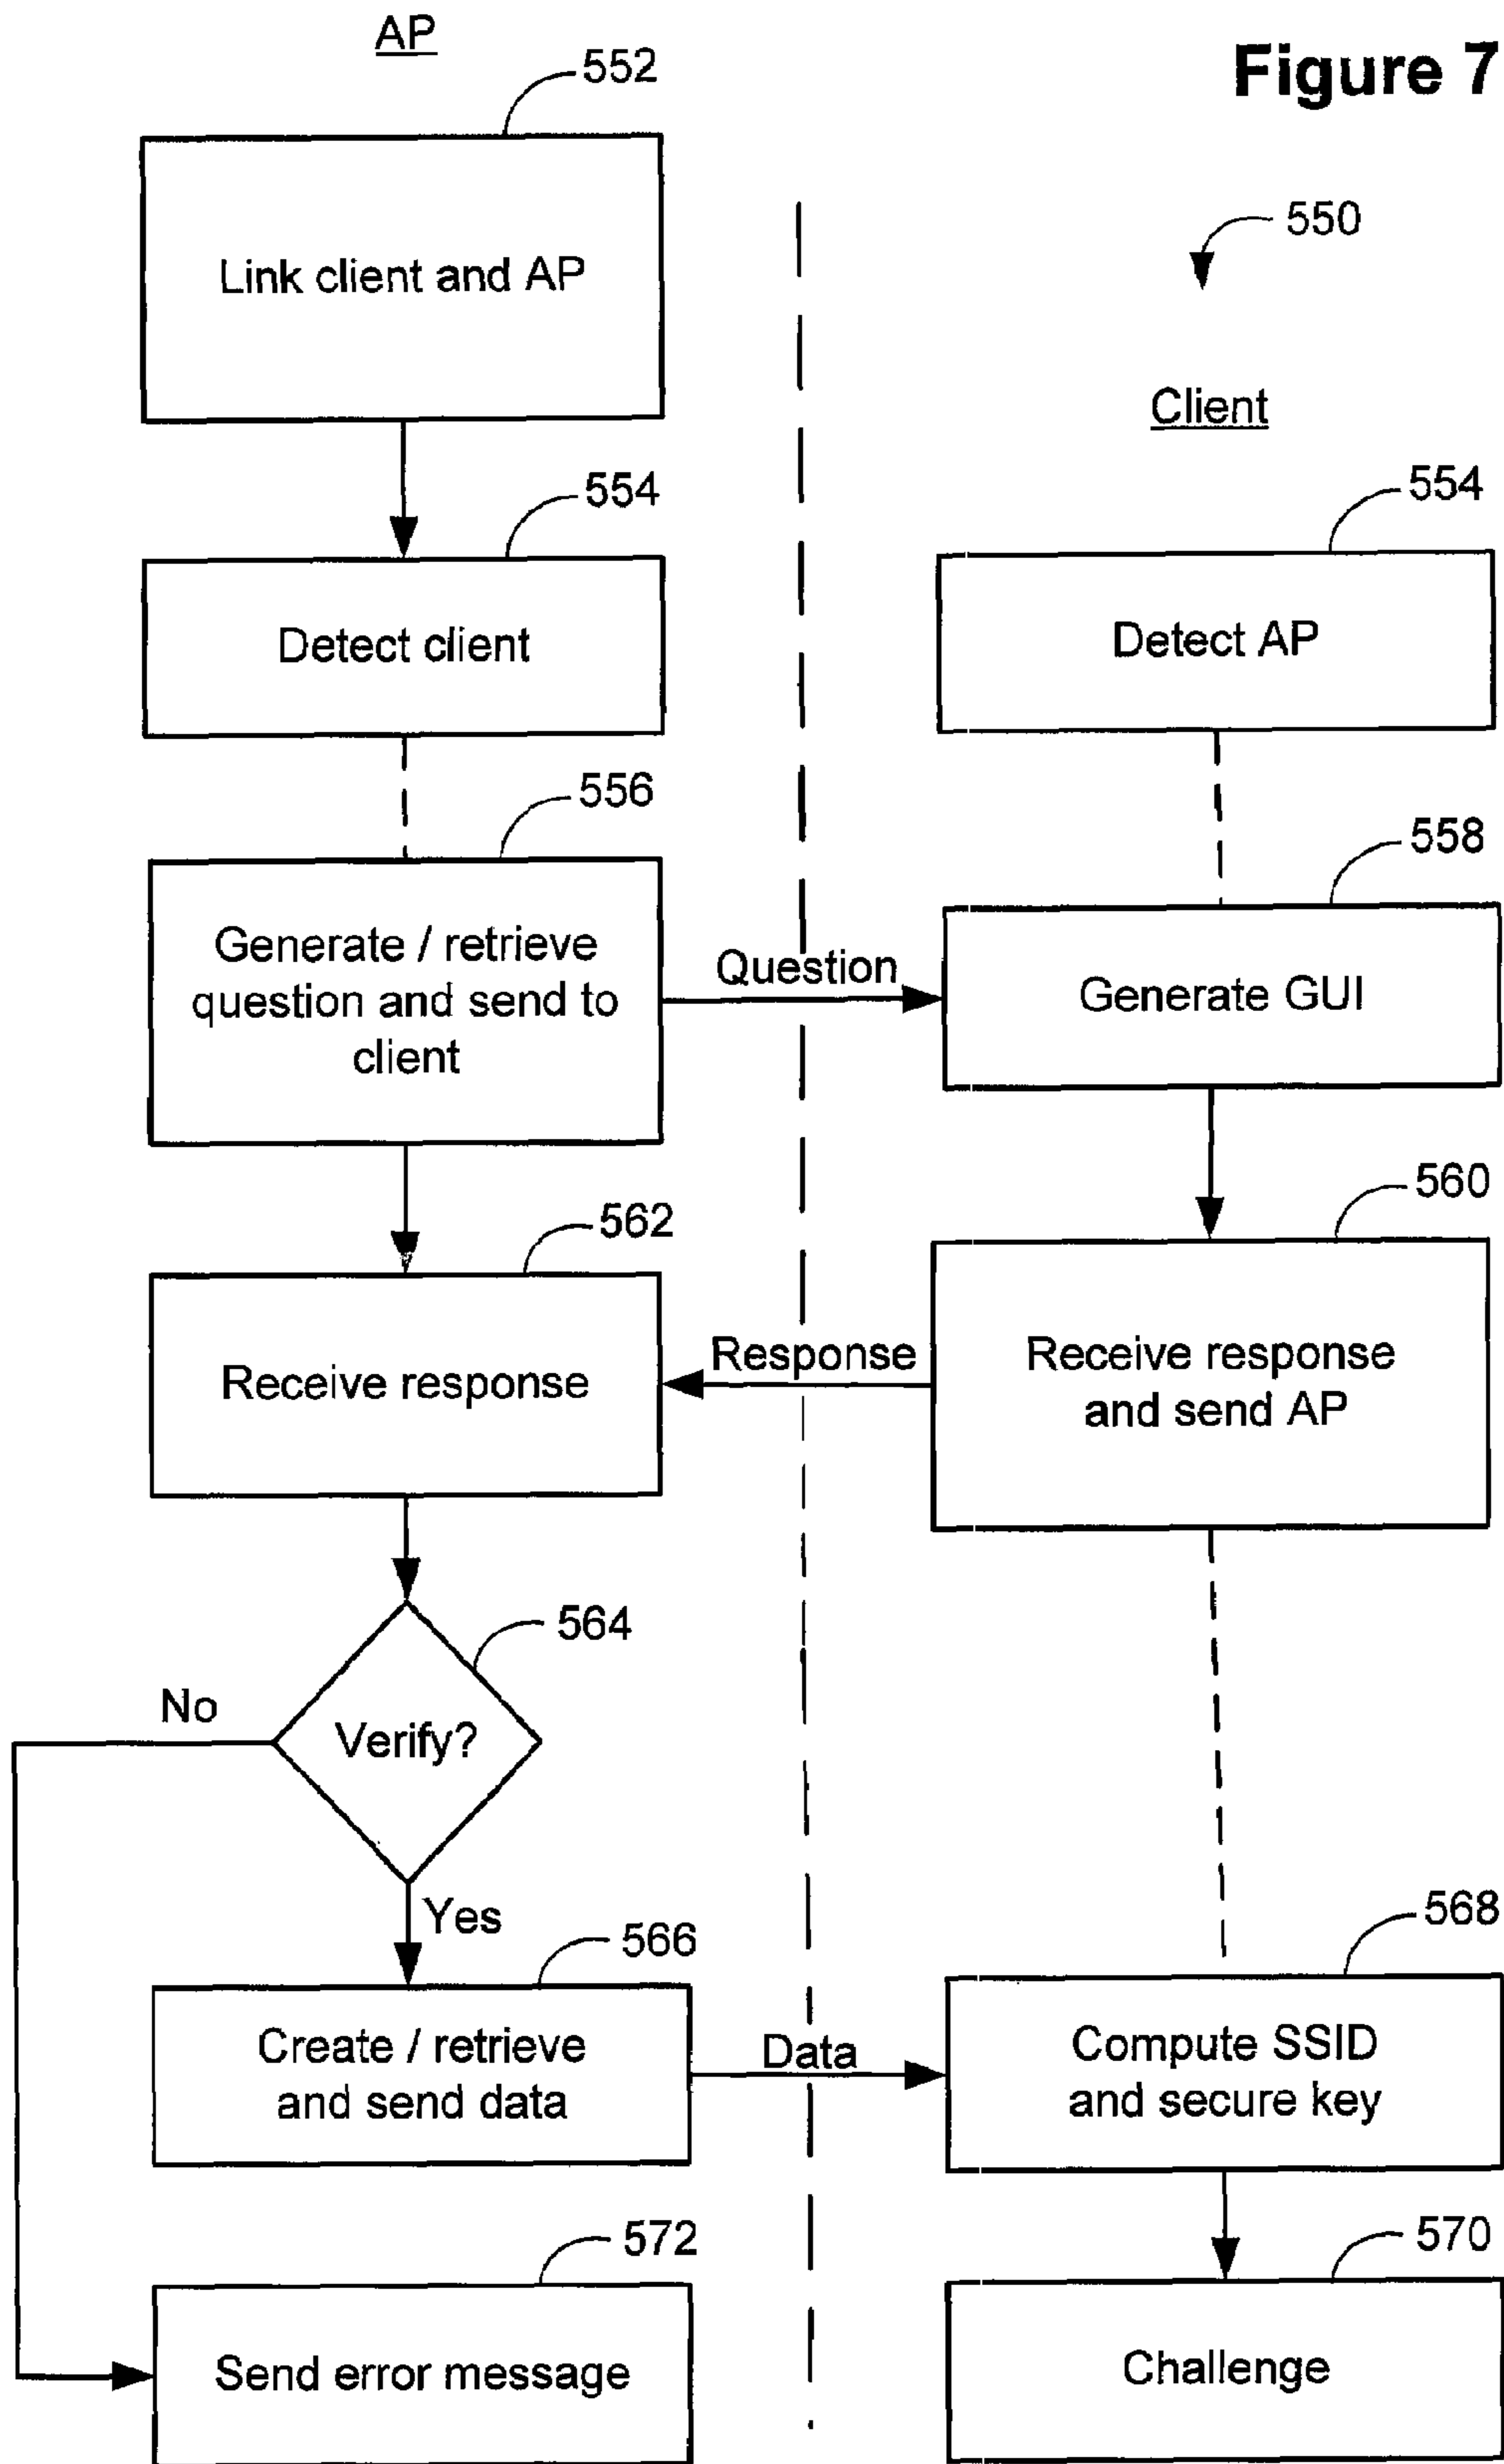 AP
552
Figure 7
Link client and AP
550
Client
554
Detect client
554
Detect AP
556
Generate / retrieve
question and send to
client
Question
558
Generate GUI
562
Receive response
Response
560
Receive response
and send AP
564
Verify?
No
Yes
566
Create / retrieve
and send data
Data
568
Compute SSID
and secure key
572
Send error message
570
Challenge